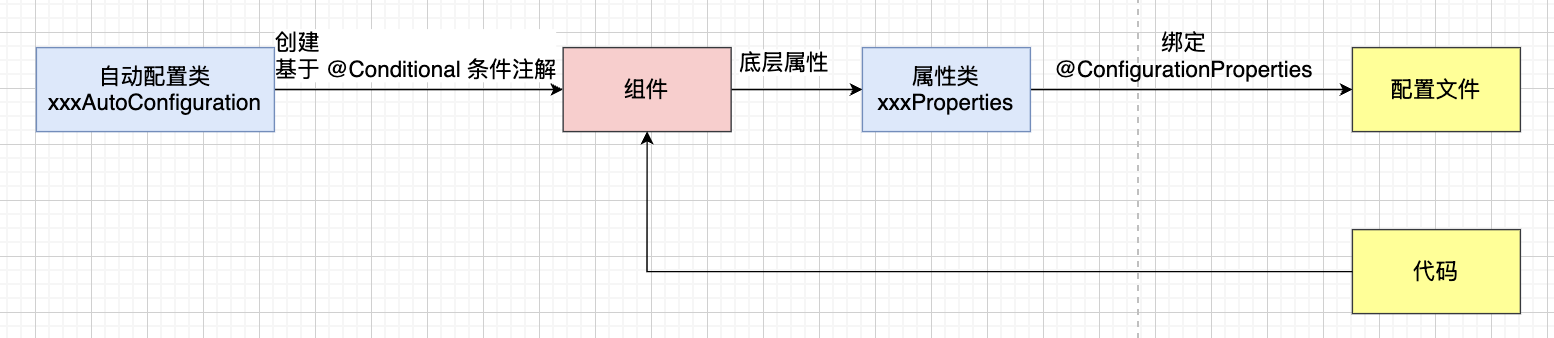 自动配置类
xxxAutoConfiguration
创建
基于 @Conditional 条件注解
组件
底层属性
属性类
xxxProperties
绑定
@ConfigurationProperties
配置文件
代码